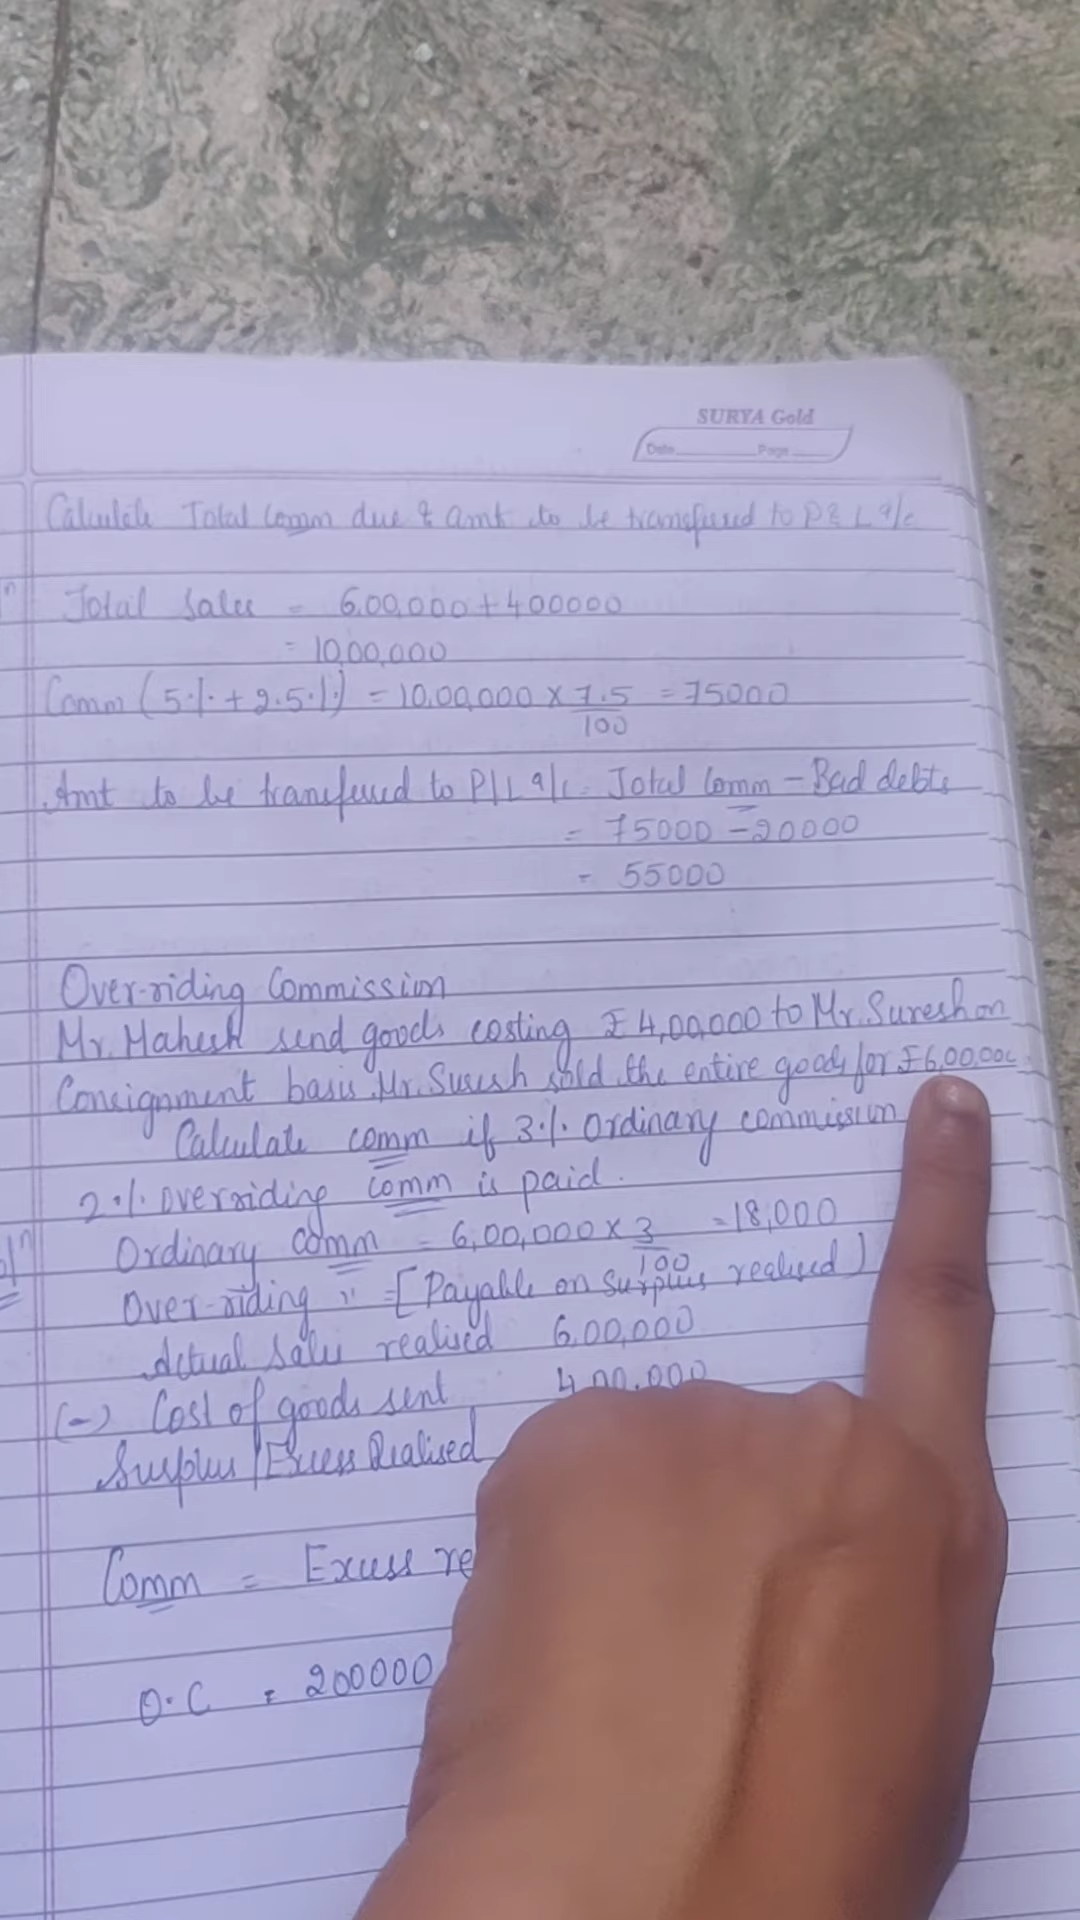 SURYA Gold
Date Page
Calculate Total Comm due & amt to be transfered to P & L a/c
n
Total Sales = 6,00,000 + 400000
= 10,00,000
Comm (5% + 2.5%) = 10,00,000 × 7.5/100 = 75000
Amt to be transfered to P/L a/c = Total Comm - Bad debts
= 75000 - 20000
= 55000
Over-riding Commission
Mr. Mahesh send goods costing ₹ 4,00,000 to Mr. Suresh on
Consignment basis. Mr. Suresh sold the entire goods for ₹ 6,00,000
Calculate comm if 3% Ordinary commission
2% overriding comm is paid.
Ordinary comm = 6,00,000 × 3/100 = 18,000
Over-riding " = [Payable on Surplus realised]
Actual Sales realised 6,00,000
(-) Cost of goods sent 4,00,000
Surplus/Excess Realised
Comm = Excess re
O.C = 200000